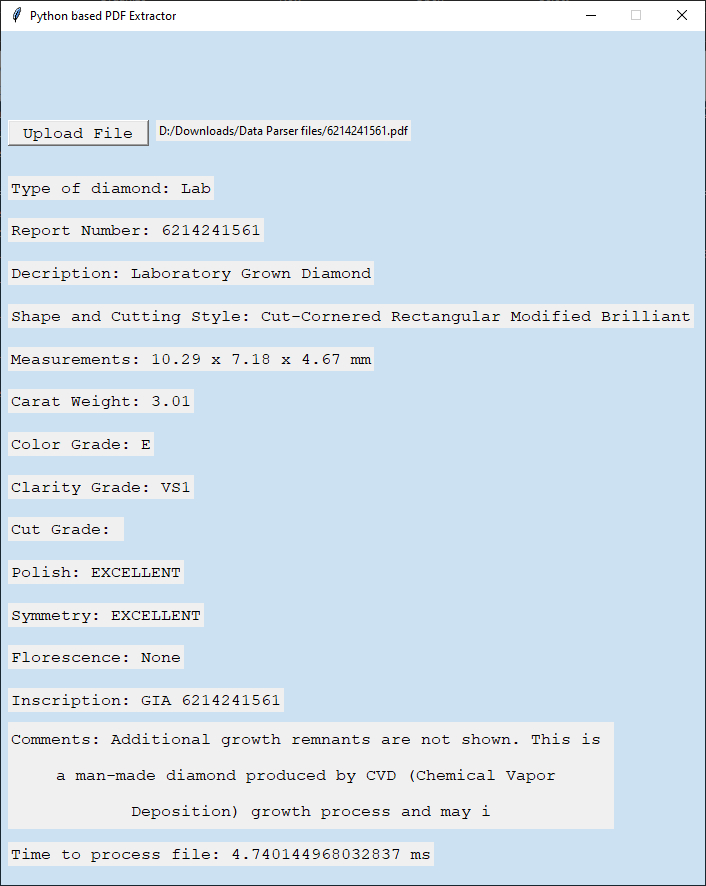 Python based PDF Extractor
Upload File D:/Downloads/Data Parser files/6214241561.pdf
Type of diamond: Lab
Report Number: 6214241561
Decription: Laboratory Grown Diamond
Shape and Cutting Style: Cut-Cornered Rectangular Modified Brilliant
Measurements: 10.29 x 7.18 x 4.67 mm
Carat Weight: 3.01
Color Grade: E
Clarity Grade: VS1
Cut Grade:
Polish: EXCELLENT
Symmetry: EXCELLENT
Florescence: None
Inscription: GIA 6214241561
Comments: Additional growth remnants are not shown. This is
a man-made diamond produced by CVD (Chemical Vapor
Deposition) growth process and may i
Time to process file: 4.740144968032837 ms